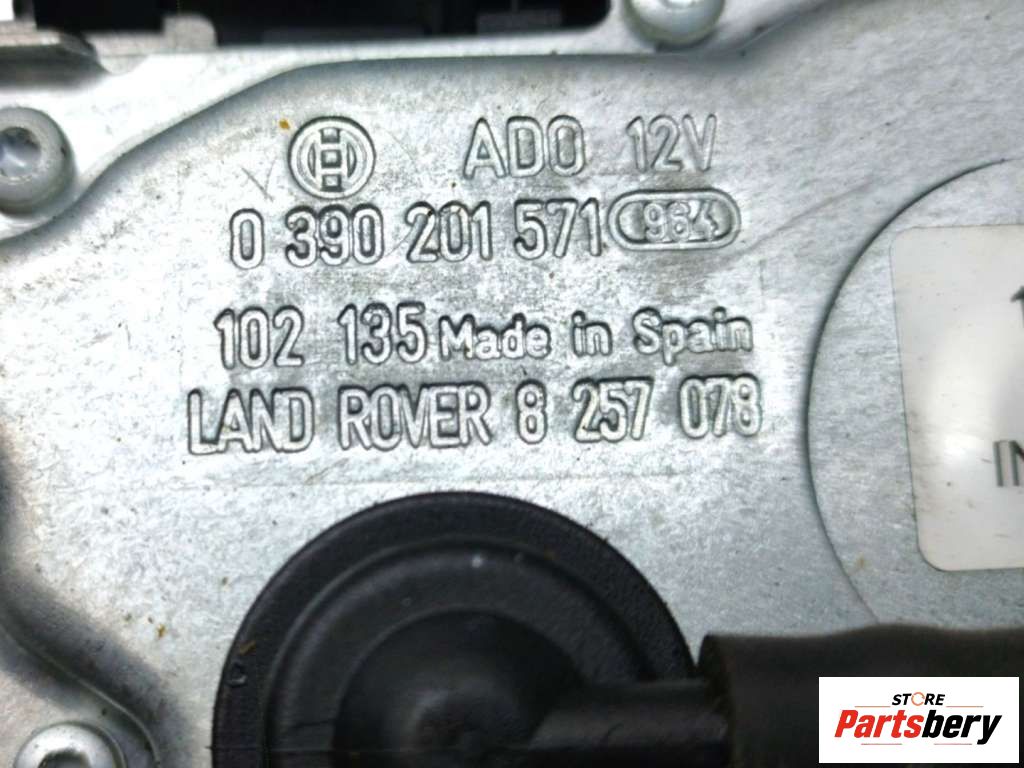 ADO 12V
0 390 201 571 964
102 135 Made in Spain
LAND ROVER 8 257 078
STORE
Partsbery